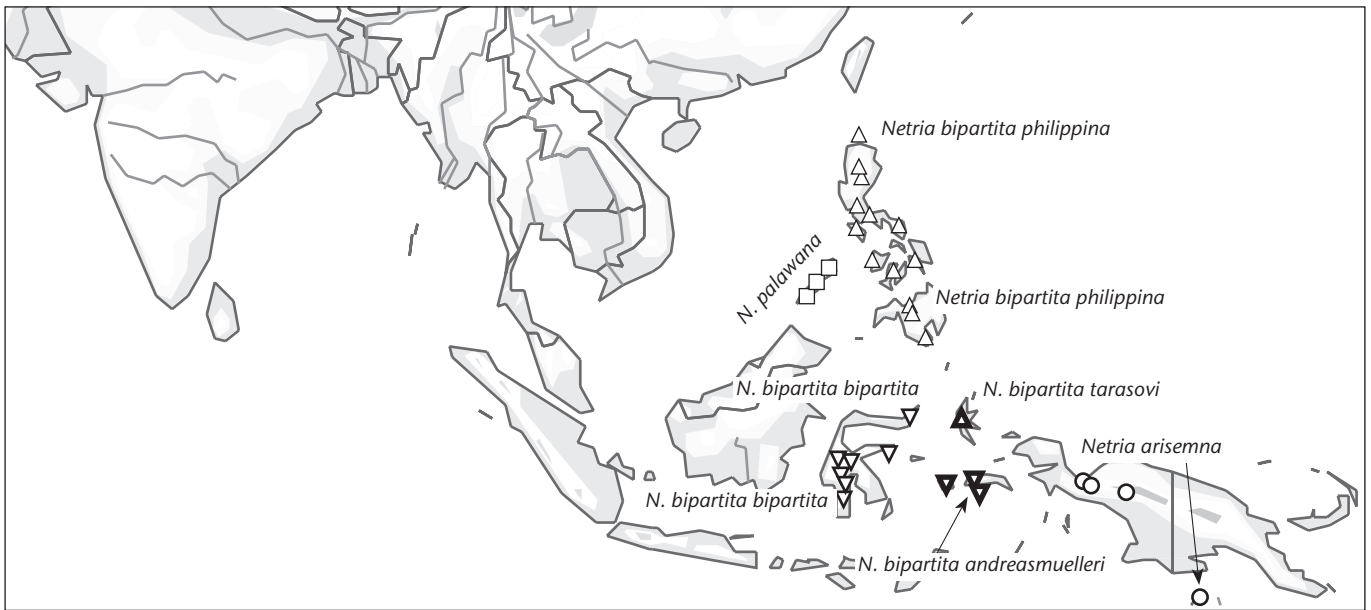 Netria bipartita philippina
N. palawana
Netria bipartita philippina
N. bipartita bipartita
N. bipartita tarasovi
Netria arisemna
N. bipartita bipartita
N. bipartita andreasmuelleri